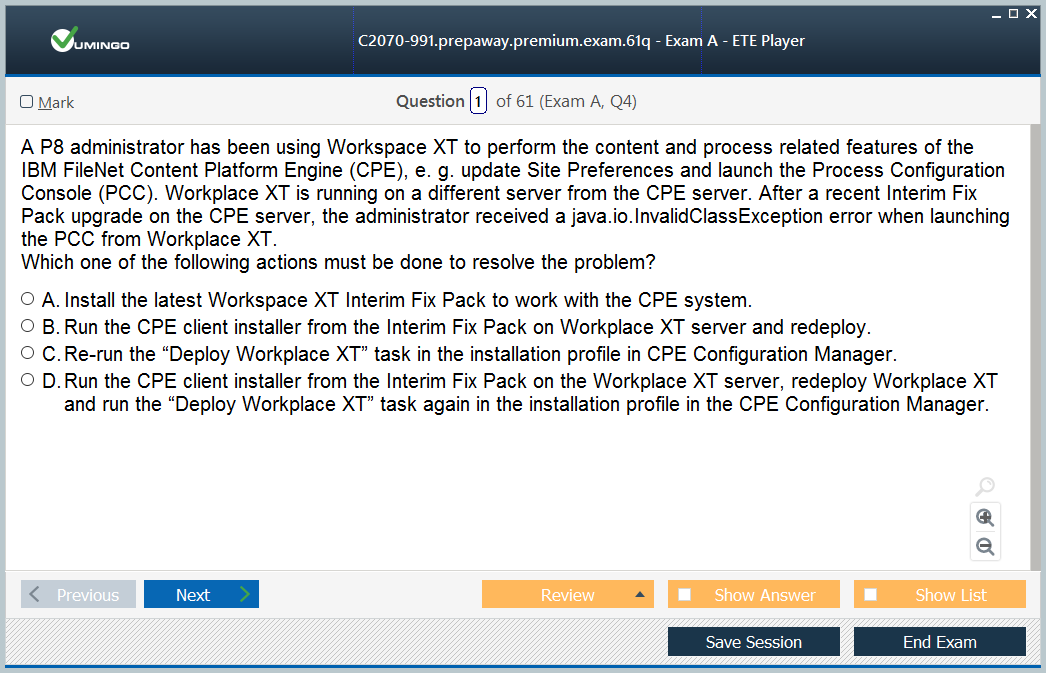 VUMINGO
C2070-991.prepaway.premium.exam.61q - Exam A - ETE Player
Mark
Question 1 of 61 (Exam A, Q4)
A P8 administrator has been using Workspace XT to perform the content and process related features of the
IBM FileNet Content Platform Engine (CPE), e. g. update Site Preferences and launch the Process Configuration
Console (PCC). Workplace XT is running on a different server from the CPE server. After a recent Interim Fix
Pack upgrade on the CPE server, the administrator received a java.io.InvalidClassException error when launching
the PCC from Workplace XT.
Which one of the following actions must be done to resolve the problem?
A. Install the latest Workspace XT Interim Fix Pack to work with the CPE system.
B. Run the CPE client installer from the Interim Fix Pack on Workplace XT server and redeploy.
C. Re-run the “Deploy Workplace XT” task in the installation profile in CPE Configuration Manager.
D. Run the CPE client installer from the Interim Fix Pack on the Workplace XT server, redeploy Workplace XT
and run the “Deploy Workplace XT” task again in the installation profile in the CPE Configuration Manager.
Previous Next Review Show Answer Show List
Save Session End Exam